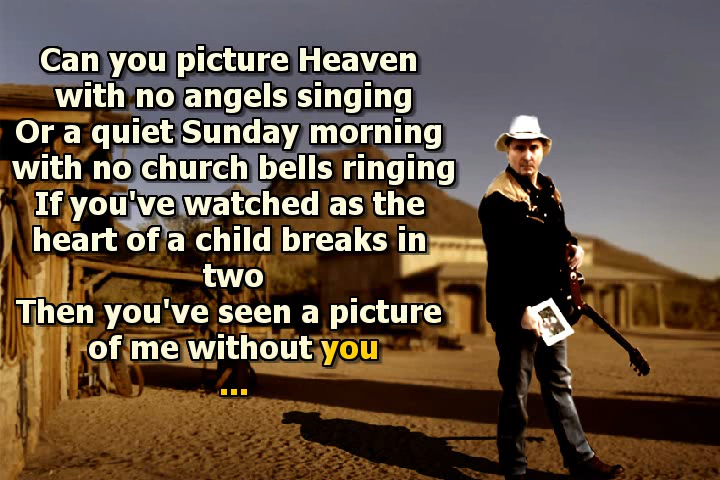 Can you picture Heaven
with no angels singing
Or a quiet Sunday morning
with no church bells ringing
If you've watched as the
heart of a child breaks in
two
Then you've seen a picture
of me without you
...